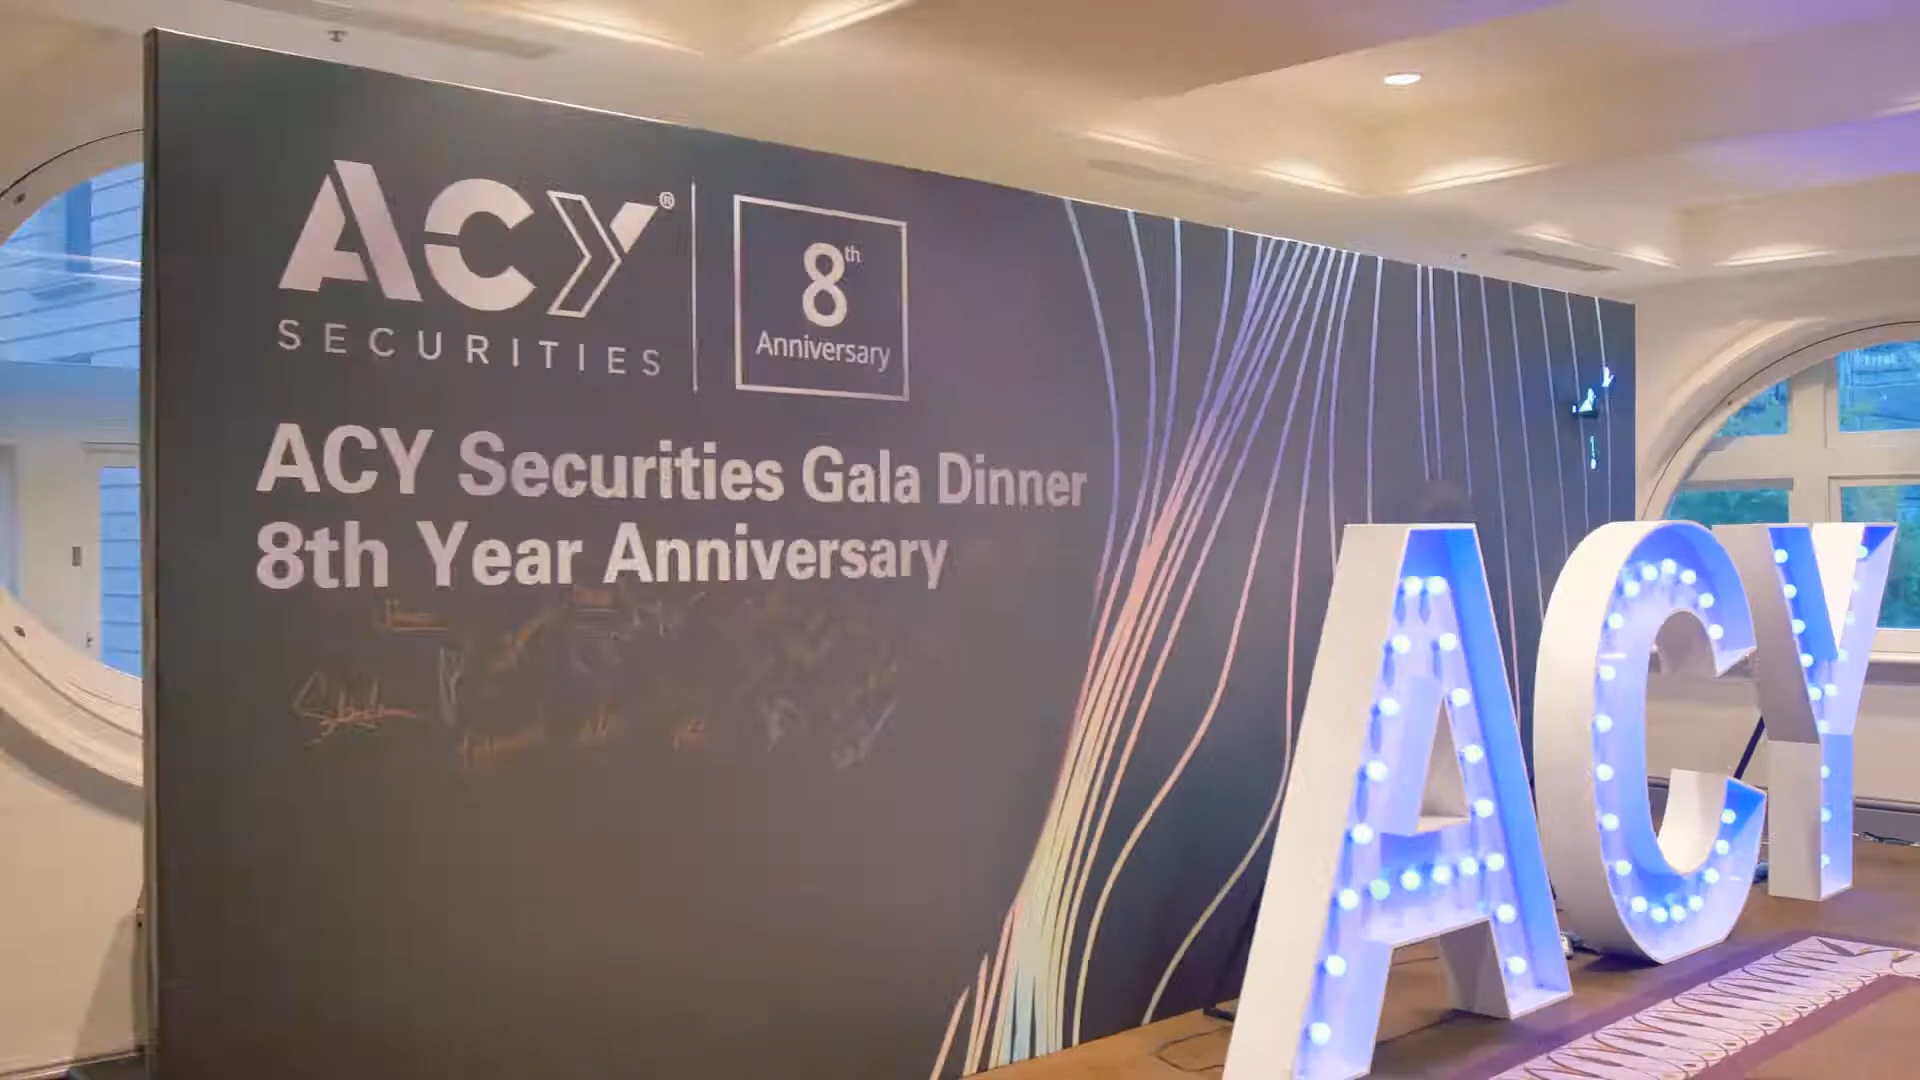 ACY®
SECURITIES
8th
Anniversary
ACY Securities Gala Dinner
8th Year Anniversary
ACY